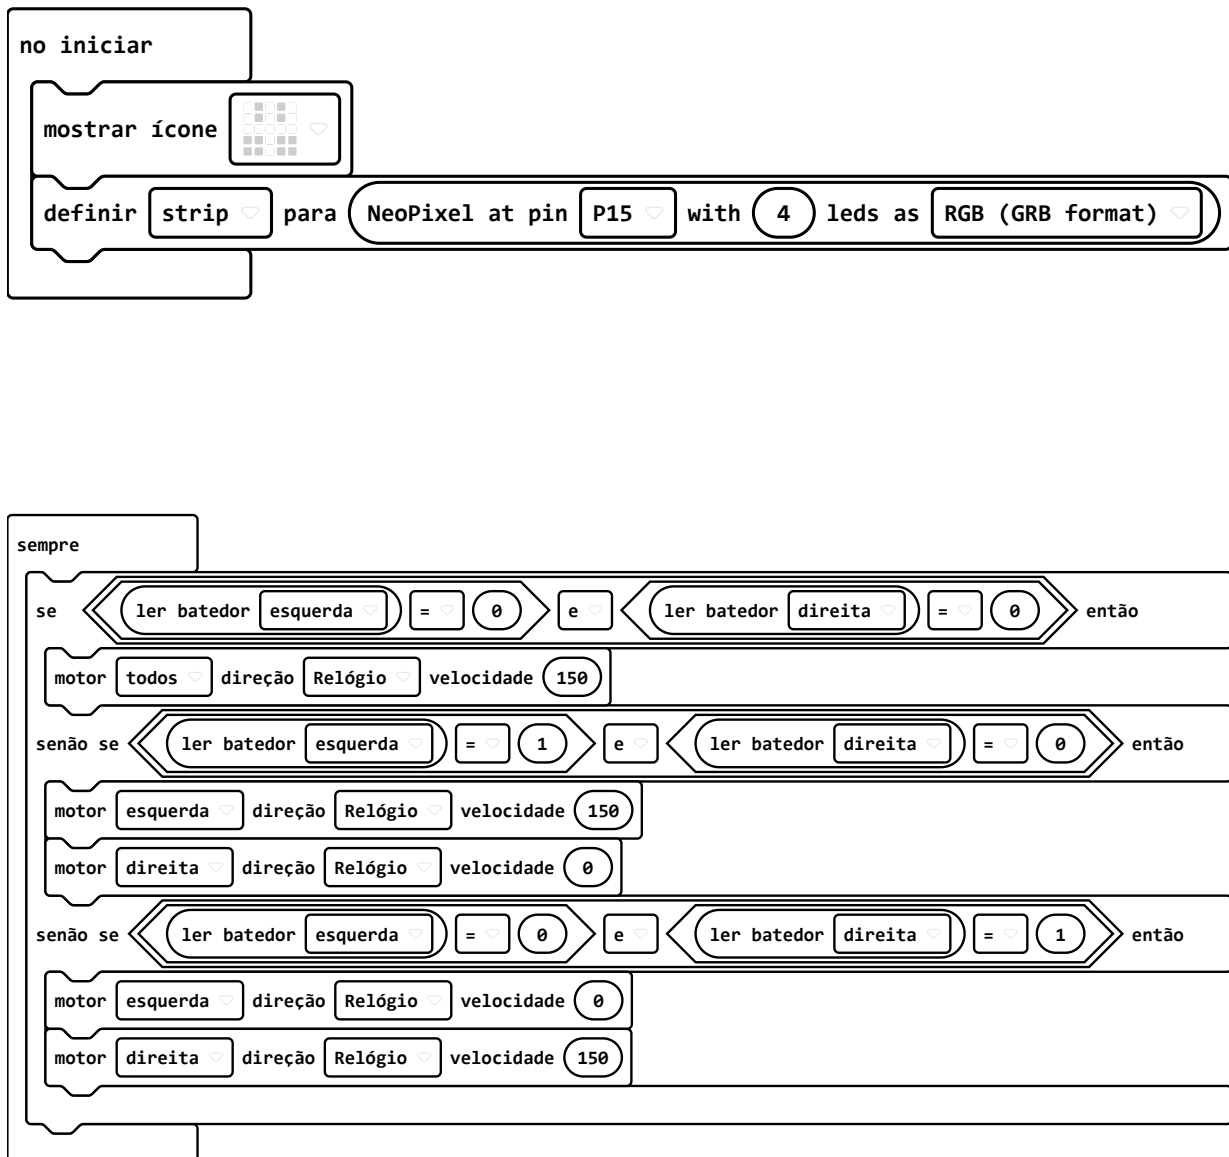 no iniciar
mostrar ícone
definir strip para NeoPixel at pin P15 with 4 leds as RGB (GRB format)
sempre
se ler batedor esquerda = 0 e ler batedor direita = 0 então
motor todos direção Relógio velocidade 150
senão se ler batedor esquerda = 1 e ler batedor direita = 0 então
motor esquerda direção Relógio velocidade 150
motor direita direção Relógio velocidade 0
senão se ler batedor esquerda = 0 e ler batedor direita = 1 então
motor esquerda direção Relógio velocidade 0
motor direita direção Relógio velocidade 150